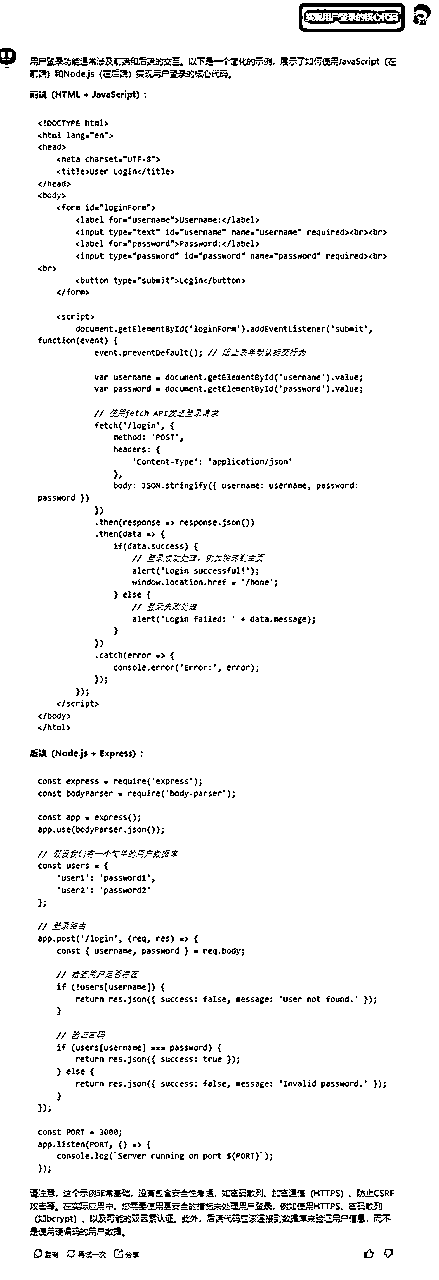 实现用户登录的核心代码
用户登录功能通常涉及前端和后端的交互。以下是一个简化的示例，展示了如何使用JavaScript（在
前端）和Node.js（在后端）实现用户登录的核心代码。
前端（HTML + JavaScript）:
<!DOCTYPE html>
<html lang="en">
<head>
    <meta charset="UTF-8">
    <title>User Login</title>
</head>
<body>
    <form id="loginForm">
        <label for="username">Username:</label>
        <input type="text" id="username" name="username" required><br><br>
        <label for="password">Password:</label>
        <input type="password" id="password" name="password" required><br>
<br>
        <button type="submit">Login</button>
    </form>
    <script>
        document.getElementById('loginForm').addEventListener('submit',
function(event) {
            event.preventDefault(); // 阻止表单默认提交行为
            var username = document.getElementById('username').value;
            var password = document.getElementById('password').value;
            // 使用fetch API发送登录请求
            fetch('/login', {
                method: 'POST',
                headers: {
                    'Content-Type': 'application/json'
                },
                body: JSON.stringify({ username: username, password:
password })
            })
            .then(response => response.json())
            .then(data => {
                if(data.success) {
                    // 登录成功处理，例如跳转到主页
                    alert("Login successful!");
                    window.location.href = '/home';
                } else {
                    // 登录失败处理
                    alert("Login failed: " + data.message);
                }
            })
            .catch(error => {
                console.error("Error:", error);
            });
        });
    </script>
</body>
</html>
后端（Node.js + Express）:
const express = require('express');
const bodyParser = require('body-parser');
const app = express();
app.use(bodyParser.json());
// 假设我们有一个简单的用户数据库
const users = {
    'user1': 'password1',
    'user2': 'password2'
};
// 登录路由
app.post('/login', (req, res) => {
    const { username, password } = req.body;
    // 检查用户是否存在
    if (!users[username]) {
        return res.json({ success: false, message: 'User not found.' });
    }
    // 验证密码
    if (users[username] === password) {
        return res.json({ success: true });
    } else {
        return res.json({ success: false, message: 'Invalid password.' });
    }
});
const PORT = 3000;
app.listen(PORT, () => {
    console.log(`Server running on port ${PORT}`);
});
请注意，这个示例非常基础，没有包含安全性考虑，如密码散列、加密通信（HTTPS）、防止CSRF
攻击等。在实际应用中，您需要使用更安全的措施来处理用户登录，例如使用HTTPS、密码散列
（如bcrypt）、以及可能的双因素认证。此外，后端代码应该连接到数据库来验证用户信息，而不
是使用硬编码的用户数据。
复制 再试一次 分享